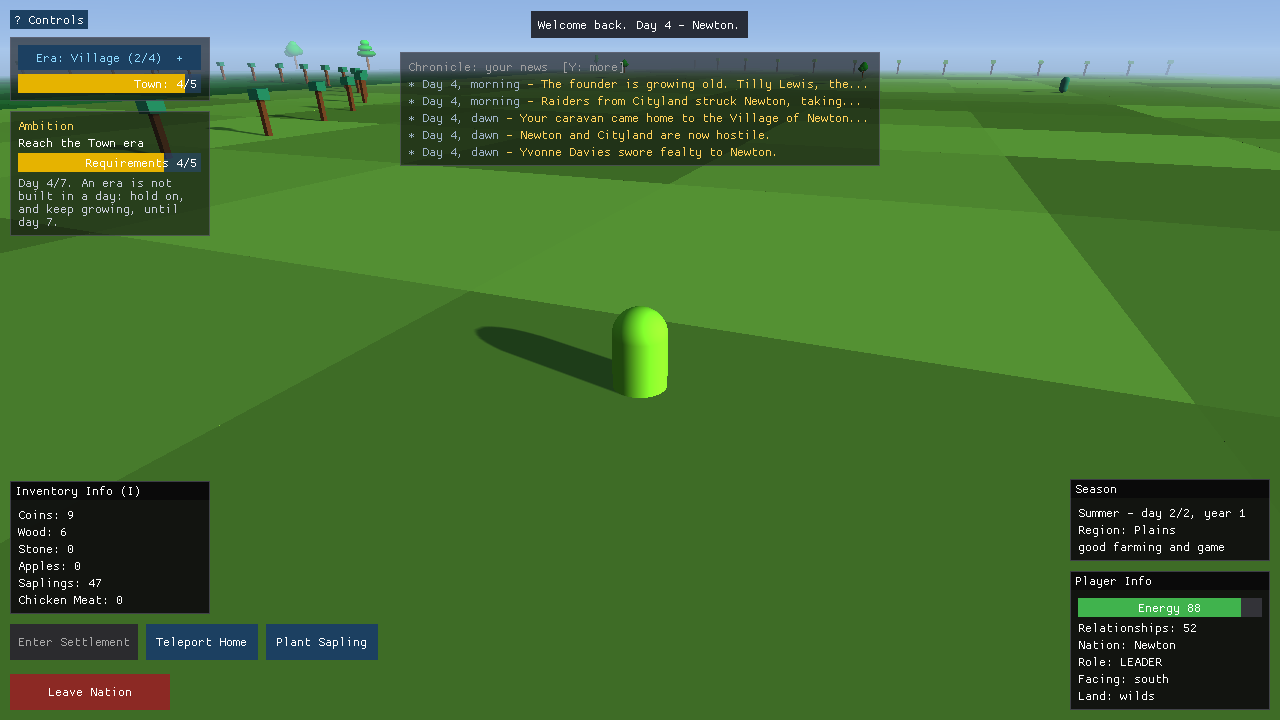 ? Controls
Welcome back. Day 4 - Newton.
Era: Village (2/4)  +
Town: 4/5
Chronicle: your news  [Y: more]
* Day 4, morning - The founder is growing old. Tilly Lewis, the...
* Day 4, morning - Raiders from Cityland struck Newton, taking...
* Day 4, dawn - Your caravan came home to the Village of Newton...
* Day 4, dawn - Newton and Cityland are now hostile.
* Day 4, dawn - Yvonne Davies swore fealty to Newton.
Ambition
Reach the Town era
Requirements 4/5
Day 4/7. An era is not
built in a day: hold on,
and keep growing, until
day 7.
Inventory Info (I)
Coins: 9
Wood: 6
Stone: 0
Apples: 0
Saplings: 47
Chicken Meat: 0
Enter Settlement
Teleport Home
Plant Sapling
Leave Nation
Season
Summer - day 2/2, year 1
Region: Plains
good farming and game
Player Info
Energy 88
Relationships: 52
Nation: Newton
Role: LEADER
Facing: south
Land: wilds